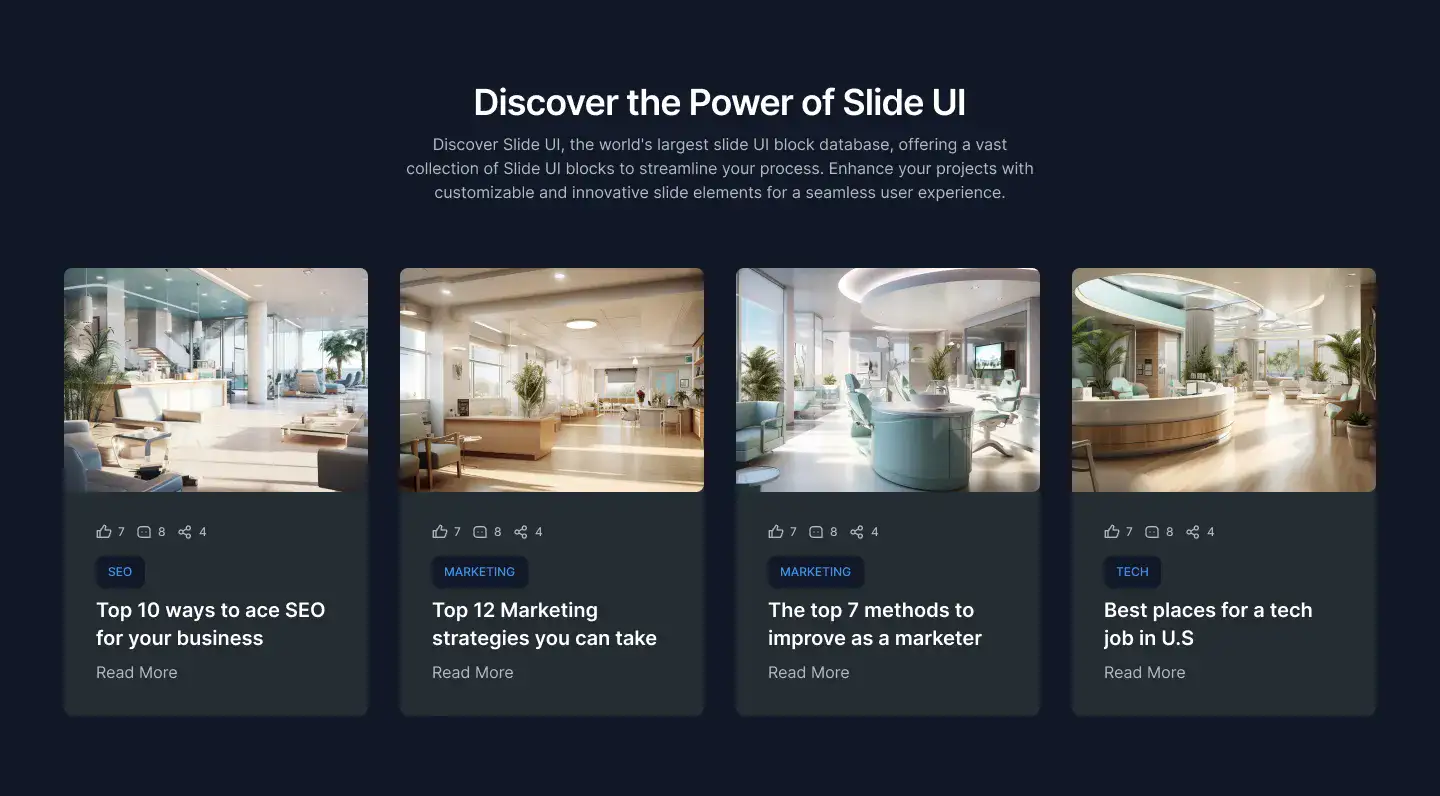 Discover the Power of Slide UI
Discover Slide UI, the world's largest slide UI block database, offering a vast
collection of Slide UI blocks to streamline your process. Enhance your projects with
customizable and innovative slide elements for a seamless user experience.
7 8 4
SEO
Top 10 ways to ace SEO
for your business
Read More
7 8 4
MARKETING
Top 12 Marketing
strategies you can take
Read More
7 8 4
MARKETING
The top 7 methods to
improve as a marketer
Read More
7 8 4
TECH
Best places for a tech
job in U.S
Read More